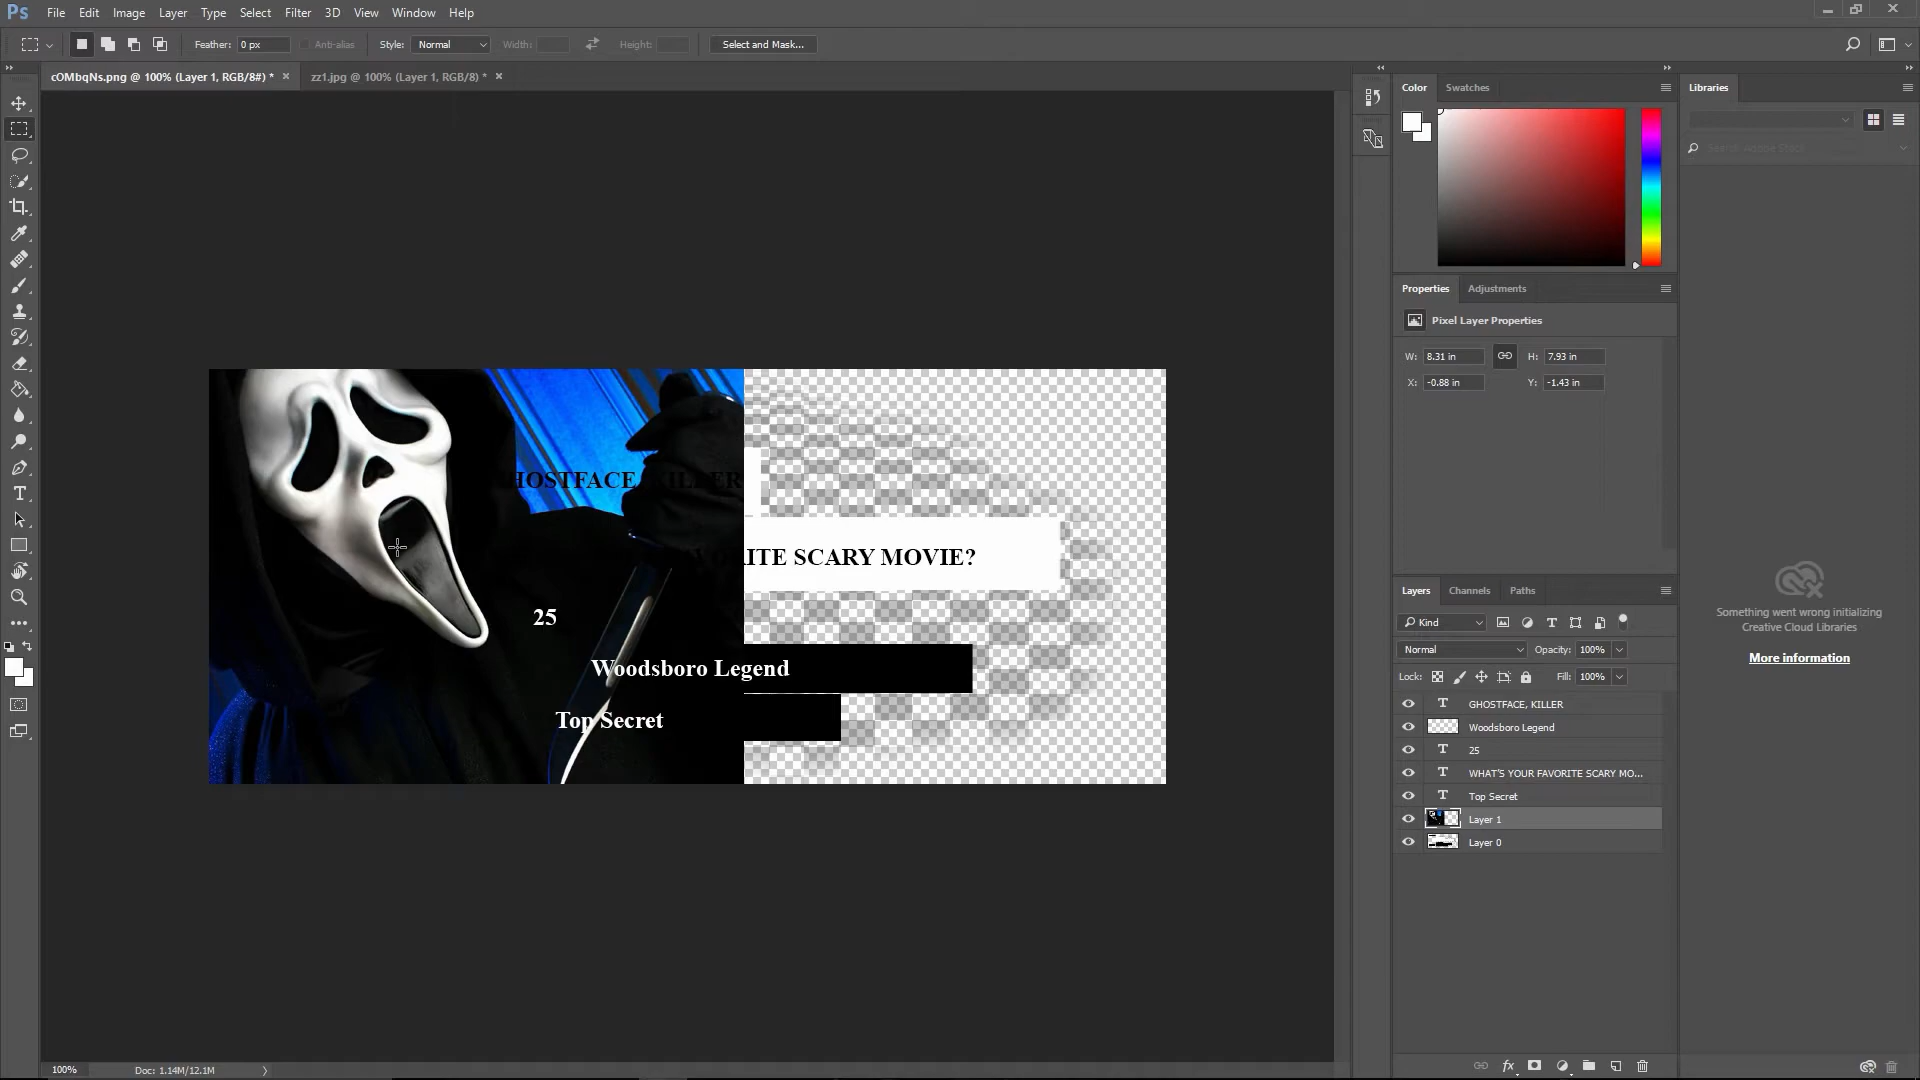 Ps File Edit Image Layer Type Select Filter 3D View Window Help
Feather: 0 px Anti-alias Style: Normal Width: Height: Select and Mask...
cOMbqNs.png @ 100% (Layer 1, RGB/8#) * × zz1.jpg @ 100% (Layer 1, RGB/8) * ×
Color Swatches
Libraries
Search Adobe Stock
Properties Adjustments
Pixel Layer Properties
W: 8.31 in H: 7.93 in
X: -0.88 in Y: -1.43 in
HOSTFACE, KILLER
ORITE SCARY MOVIE?
25
Woodsboro Legend
Top Secret
Layers Channels Paths
Kind
Normal Opacity: 100%
Lock: Fill: 100%
GHOSTFACE, KILLER
Woodsboro Legend
25
WHAT'S YOUR FAVORITE SCARY MO...
Top Secret
Layer 1
Layer 0
Something went wrong initializing
Creative Cloud Libraries
More information
100% Doc: 1.14M/12.1M